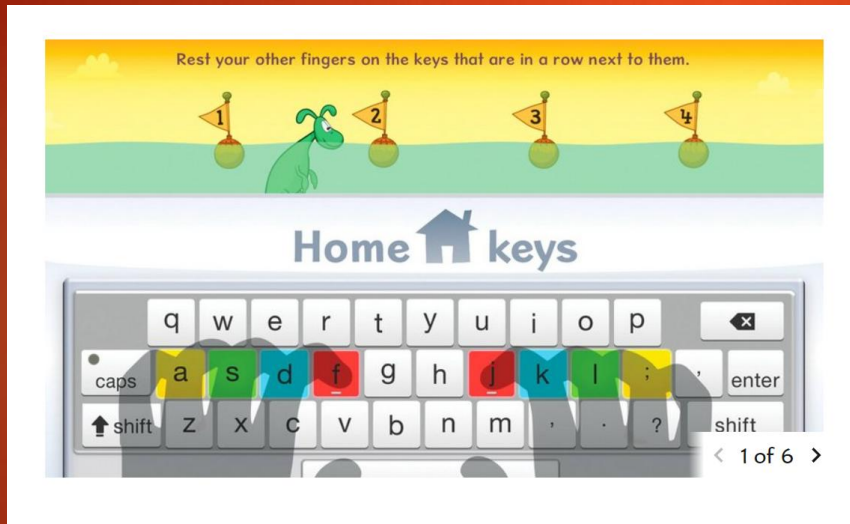 Rest your other fingers on the keys that are in a row next to them.
1 2 3 4
Home keys
q w e r t y u i o p
caps a s d f g h j k l ; ' enter
shift z x c v b n m , . ? shift
1 of 6